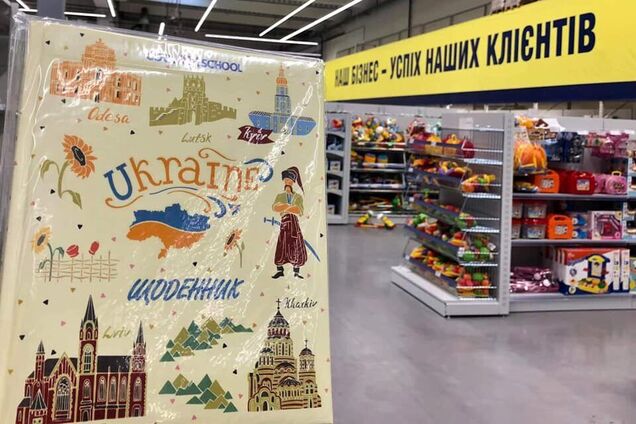 SCHOOL
Odesa
Lutsk
Kyiv
UKRAINE
ЩОДЕННИК
Lviv
Kharkiv
НАШ БІЗНЕС – УСПІХ НАШИХ КЛІЄНТІВ